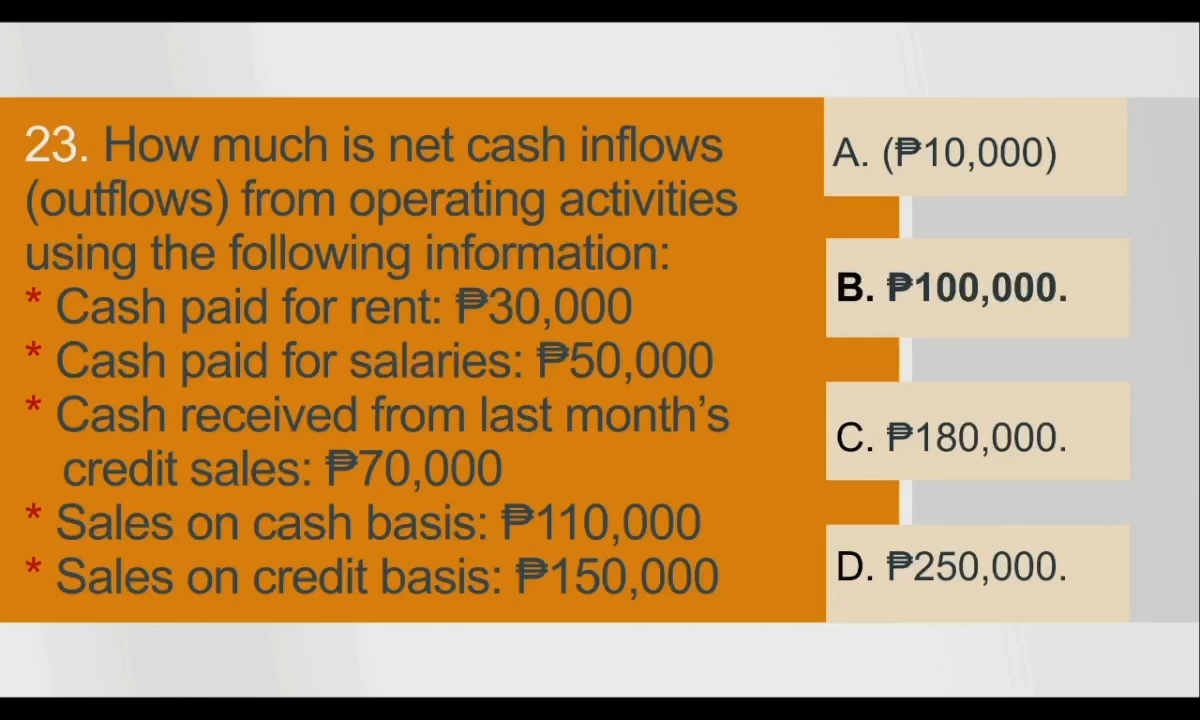 23. How much is net cash inflows
(outflows) from operating activities
using the following information:
* Cash paid for rent: ₱30,000
* Cash paid for salaries: ₱50,000
* Cash received from last month’s
credit sales: ₱70,000
* Sales on cash basis: ₱110,000
* Sales on credit basis: ₱150,000
A. (₱10,000)
B. ₱100,000.
C. ₱180,000.
D. ₱250,000.